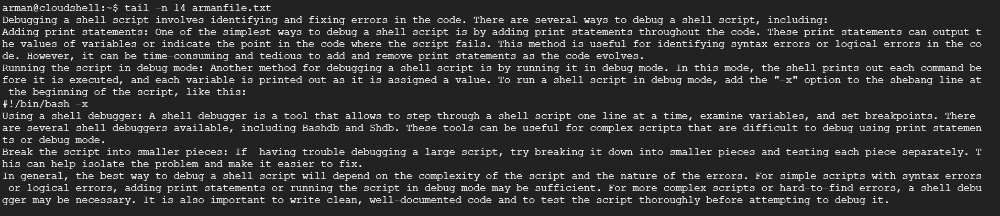 arman@cloudshell:~$ tail -n 14 armanfile.txt
Debugging a shell script involves identifying and fixing errors in the code. There are several ways to debug a shell script, including:
Adding print statements: One of the simplest ways to debug a shell script is by adding print statements throughout the code. These print statements can output t
he values of variables or indicate the point in the code where the script fails. This method is useful for identifying syntax errors or logical errors in the co
de. However, it can be time-consuming and tedious to add and remove print statements as the code evolves.
Running the script in debug mode: Another method for debugging a shell script is by running it in debug mode. In this mode, the shell prints out each command be
fore it is executed, and each variable is printed out as it is assigned a value. To run a shell script in debug mode, add the "-x" option to the shebang line at
 the beginning of the script, like this:
#!/bin/bash -x
Using a shell debugger: A shell debugger is a tool that allows to step through a shell script one line at a time, examine variables, and set breakpoints. There
are several shell debuggers available, including Bashdb and Shdb. These tools can be useful for complex scripts that are difficult to debug using print statemen
ts or debug mode.
Break the script into smaller pieces: If  having trouble debugging a large script, try breaking it down into smaller pieces and testing each piece separately. T
his can help isolate the problem and make it easier to fix.
In general, the best way to debug a shell script will depend on the complexity of the script and the nature of the errors. For simple scripts with syntax errors
 or logical errors, adding print statements or running the script in debug mode may be sufficient. For more complex scripts or hard-to-find errors, a shell debu
gger may be necessary. It is also important to write clean, well-documented code and to test the script thoroughly before attempting to debug it.